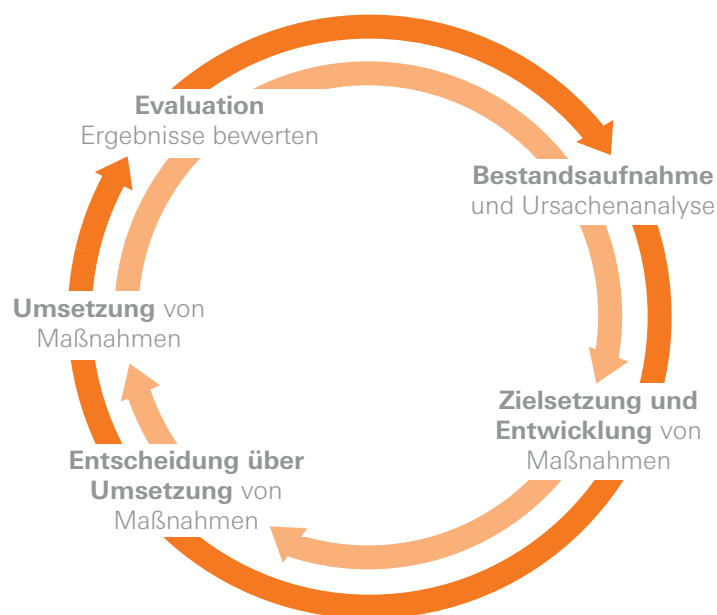 Evaluation
Ergebnisse bewerten
Bestandsaufnahme
und Ursachenanalyse
Zielsetzung und
Entwicklung von
Maßnahmen
Entscheidung über
Umsetzung von
Maßnahmen
Umsetzung von
Maßnahmen